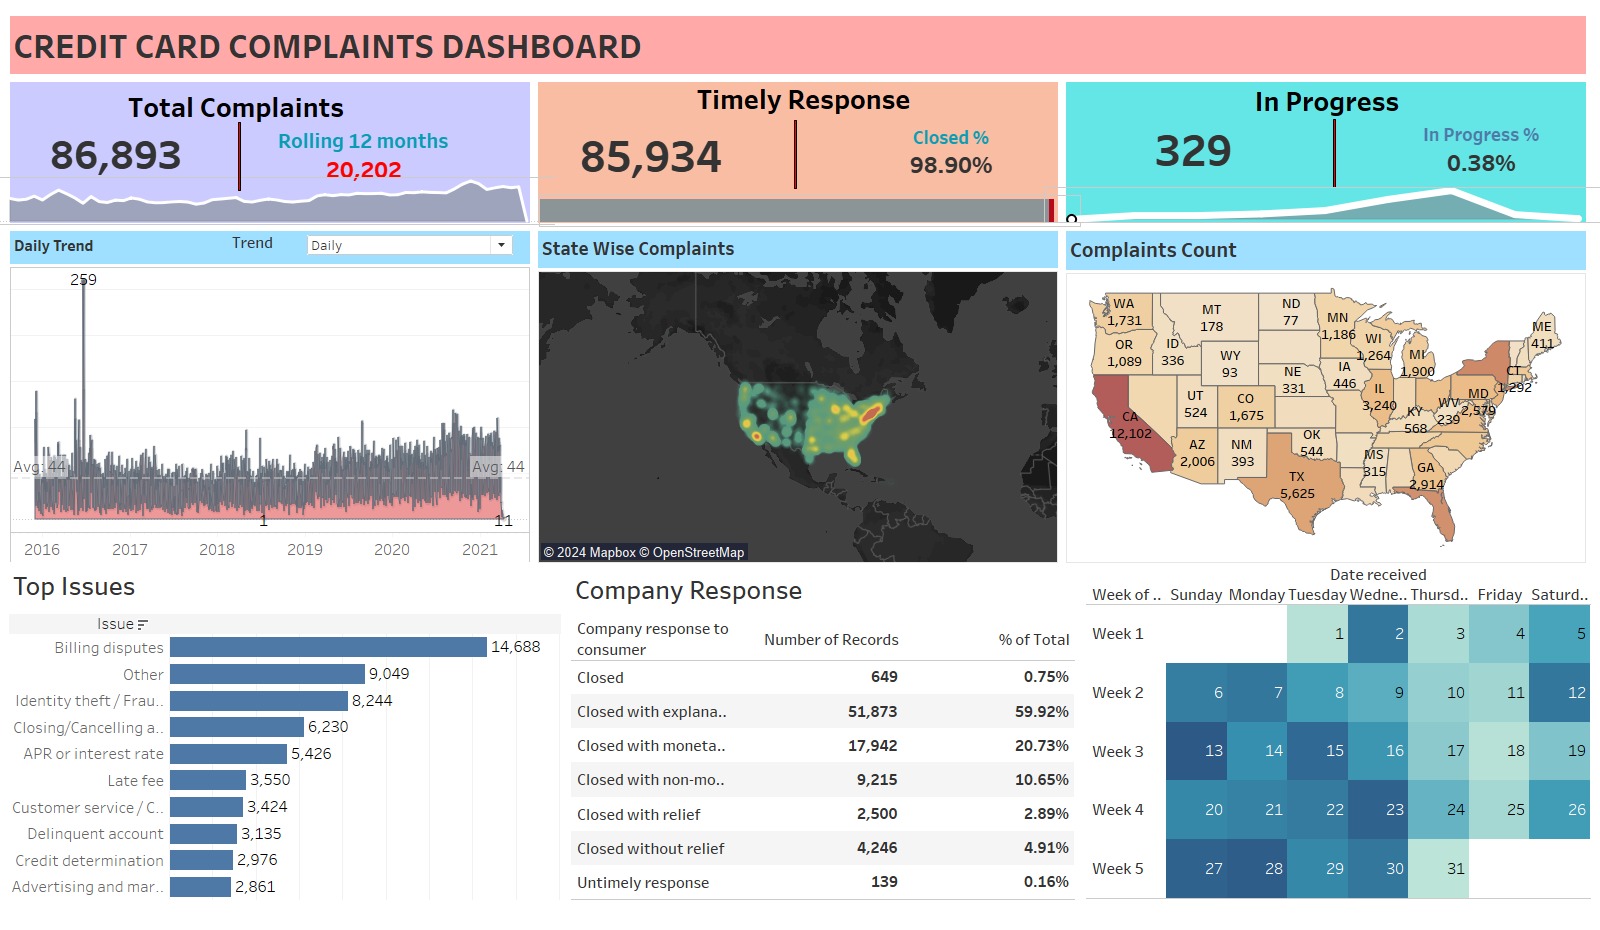 CREDIT CARD COMPLAINTS DASHBOARD
Total Complaints
86,893
Rolling 12 months
20,202
Timely Response
85,934
Closed %
98.90%
In Progress
329
In Progress %
0.38%
Daily Trend
Trend
Daily
259
Avg: 44
Avg: 44
1
11
2016 2017 2018 2019 2020 2021
State Wise Complaints
© 2024 Mapbox © OpenStreetMap
Complaints Count
WA
1,731
OR
1,089
ID
336
MT
178
WY
93
ND
77
NE
331
MN
1,186
IA
446
WI
1,264
MI
1,900
IL
3,240
KY
568
WV
239
MD
2,579
CT
1,292
ME
411
CA
12,102
UT
524
CO
1,675
AZ
2,006
NM
393
OK
544
TX
5,625
MS
315
GA
2,914
Top Issues
Issue
Billing disputes 14,688
Other 9,049
Identity theft / Frau.. 8,244
Closing/Cancelling a.. 6,230
APR or interest rate 5,426
Late fee 3,550
Customer service / C.. 3,424
Delinquent account 3,135
Credit determination 2,976
Advertising and mar.. 2,861
Company Response
Company response to
consumer Number of Records % of Total
Closed 649 0.75%
Closed with explana.. 51,873 59.92%
Closed with moneta.. 17,942 20.73%
Closed with non-mo.. 9,215 10.65%
Closed with relief 2,500 2.89%
Closed without relief 4,246 4.91%
Untimely response 139 0.16%
Date received
Week of .. Sunday Monday Tuesday Wedne.. Thursd.. Friday Saturd..
Week 1 1 2 3 4 5
Week 2 6 7 8 9 10 11 12
Week 3 13 14 15 16 17 18 19
Week 4 20 21 22 23 24 25 26
Week 5 27 28 29 30 31